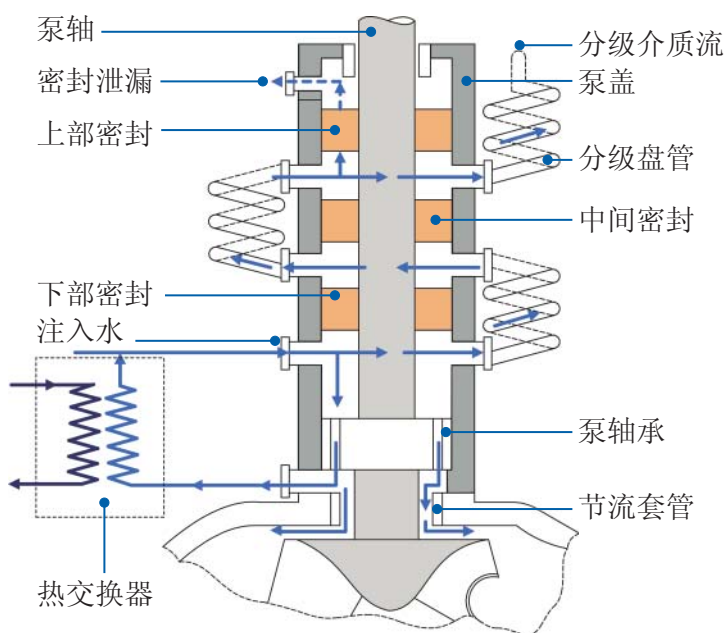 泵轴
密封泄漏
上部密封
下部密封
注入水
热交换器
分级介质流
泵盖
分级盘管
中间密封
泵轴承
节流套管